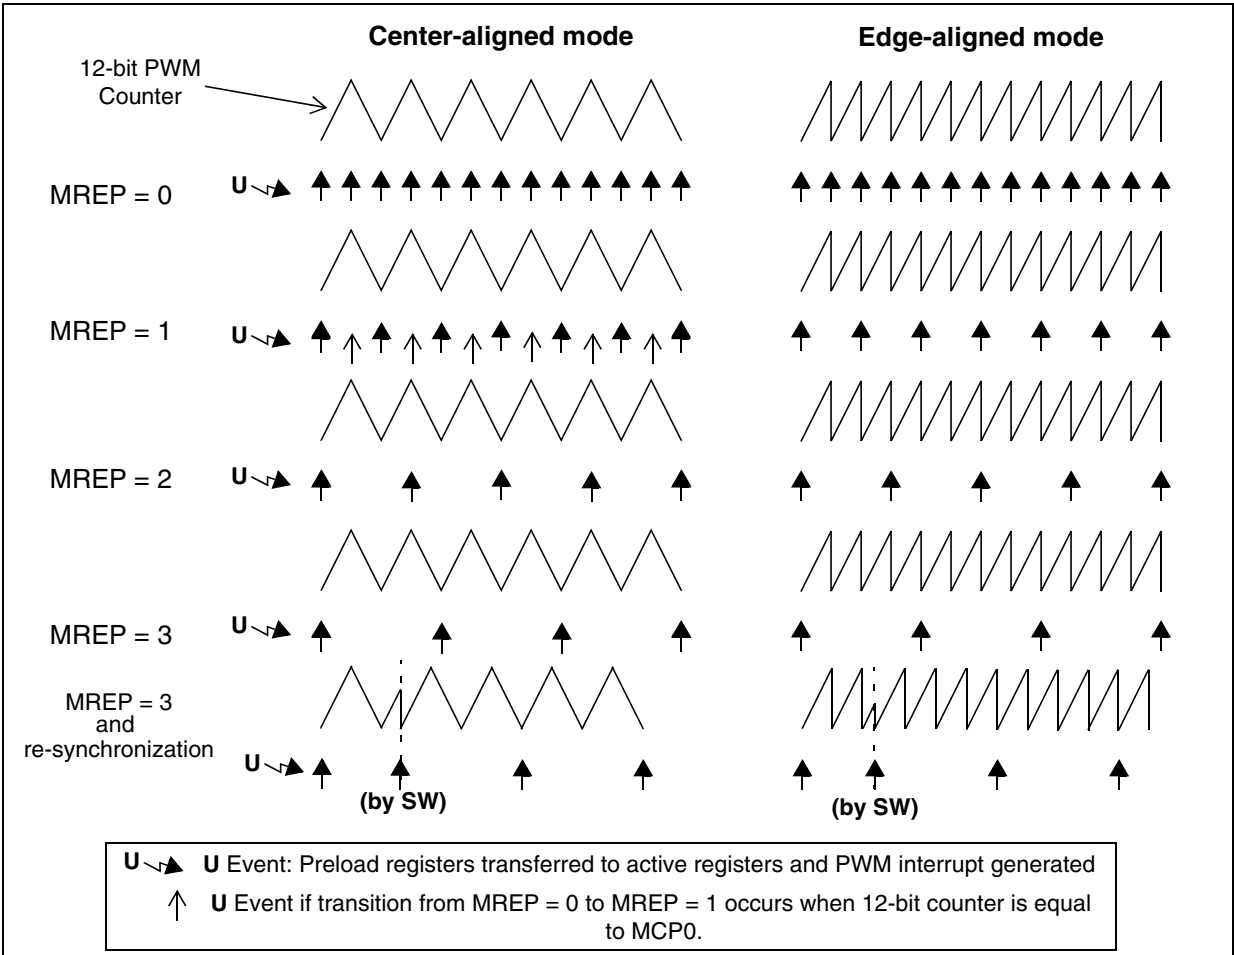 Center-aligned mode
Edge-aligned mode
12-bit PWM
Counter
MREP = 0
U
MREP = 1
U
MREP = 2
U
MREP = 3
U
MREP = 3
and
re-synchronization
U
(by SW)
(by SW)
U U Event: Preload registers transferred to active registers and PWM interrupt generated
U Event if transition from MREP = 0 to MREP = 1 occurs when 12-bit counter is equal
to MCP0.